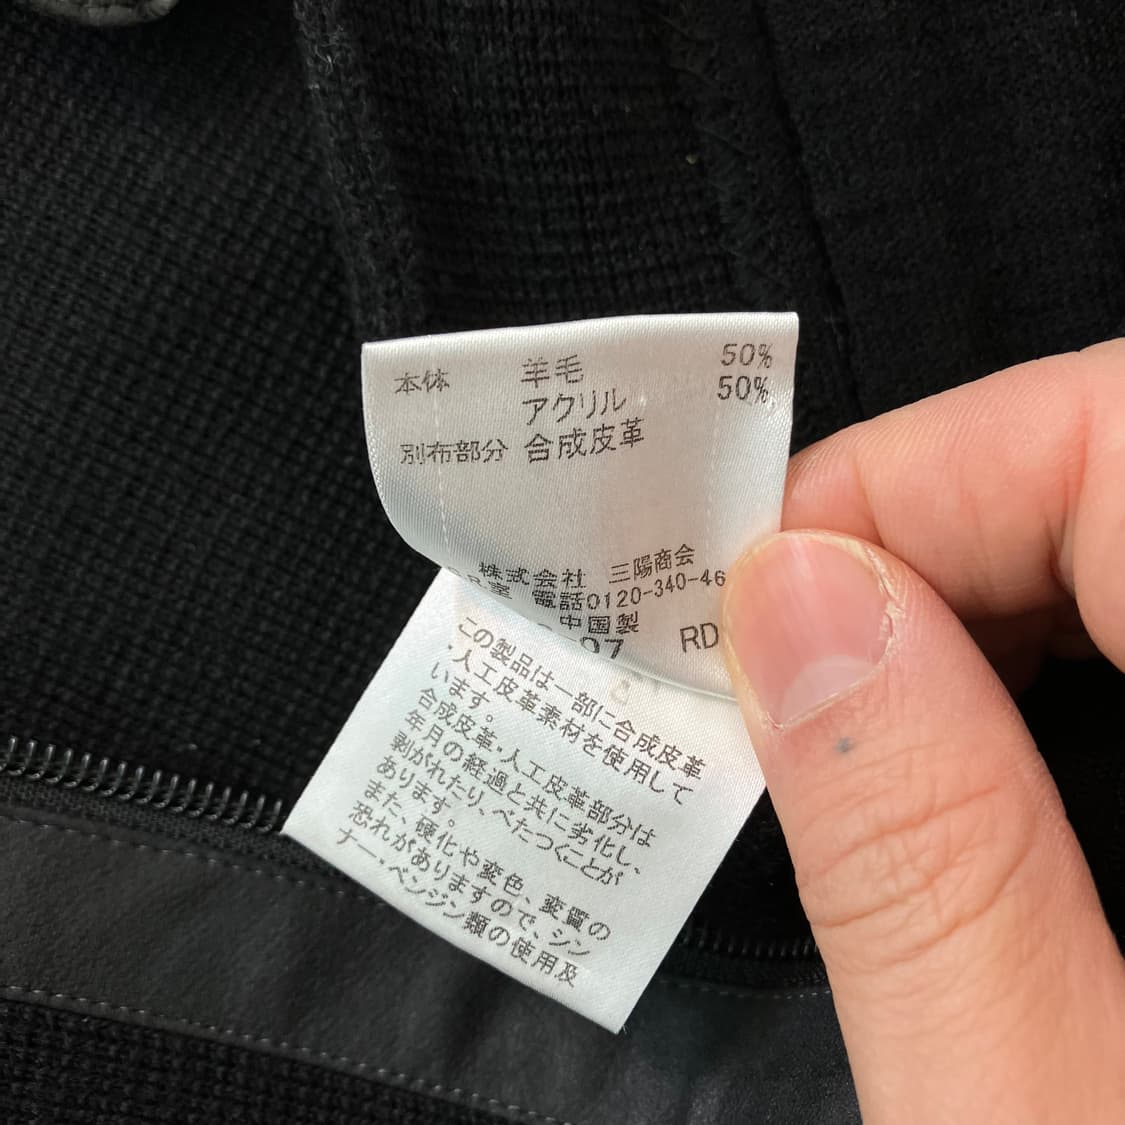 本体 羊毛 50%
アクリル 50%
別布部分 合成皮革
株式会社 三陽商会
室 電話0120-340-46
中国製
97 RD
この製品は一部に合成皮革
・人工皮革素材を使用して
います。
合成皮革・人工皮革部分は
年月の経過と共に劣化し、
剥がれたり、べたつくことが
あります。
また、硬化や変色、変質の
恐れがありますので、シン
ナー、ベンジン類の使用及